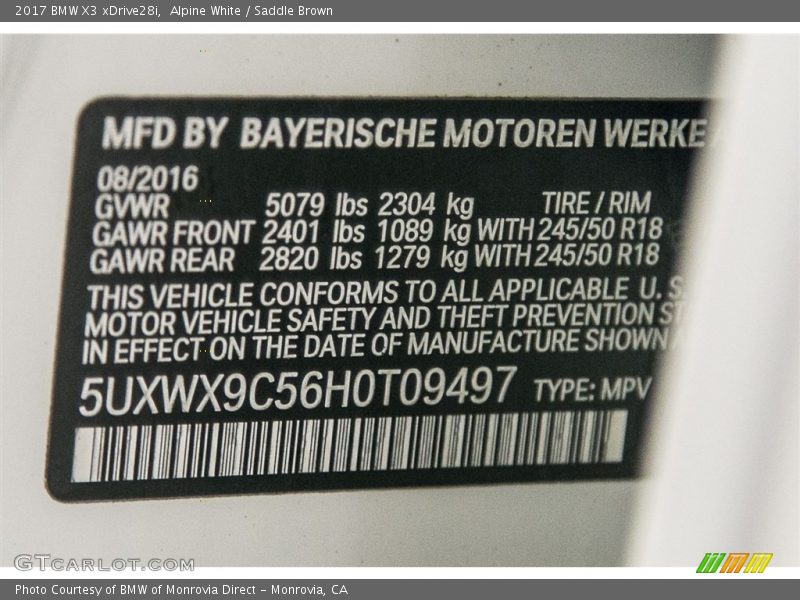 2017 BMW X3 xDrive28i, Alpine White / Saddle Brown
MFD BY BAYERISCHE MOTOREN WERKE
08/2016
GVWR 5079 lbs 2304 kg TIRE / RIM
GAWR FRONT 2401 lbs 1089 kg WITH 245/50 R18
GAWR REAR 2820 lbs 1279 kg WITH 245/50 R18
THIS VEHICLE CONFORMS TO ALL APPLICABLE U. S.
MOTOR VEHICLE SAFETY AND THEFT PREVENTION
IN EFFECT ON THE DATE OF MANUFACTURE SHOWN
5UXWX9C56H0T09497 TYPE: MPV
GTCARLOT.COM
Photo Courtesy of BMW of Monrovia Direct - Monrovia, CA